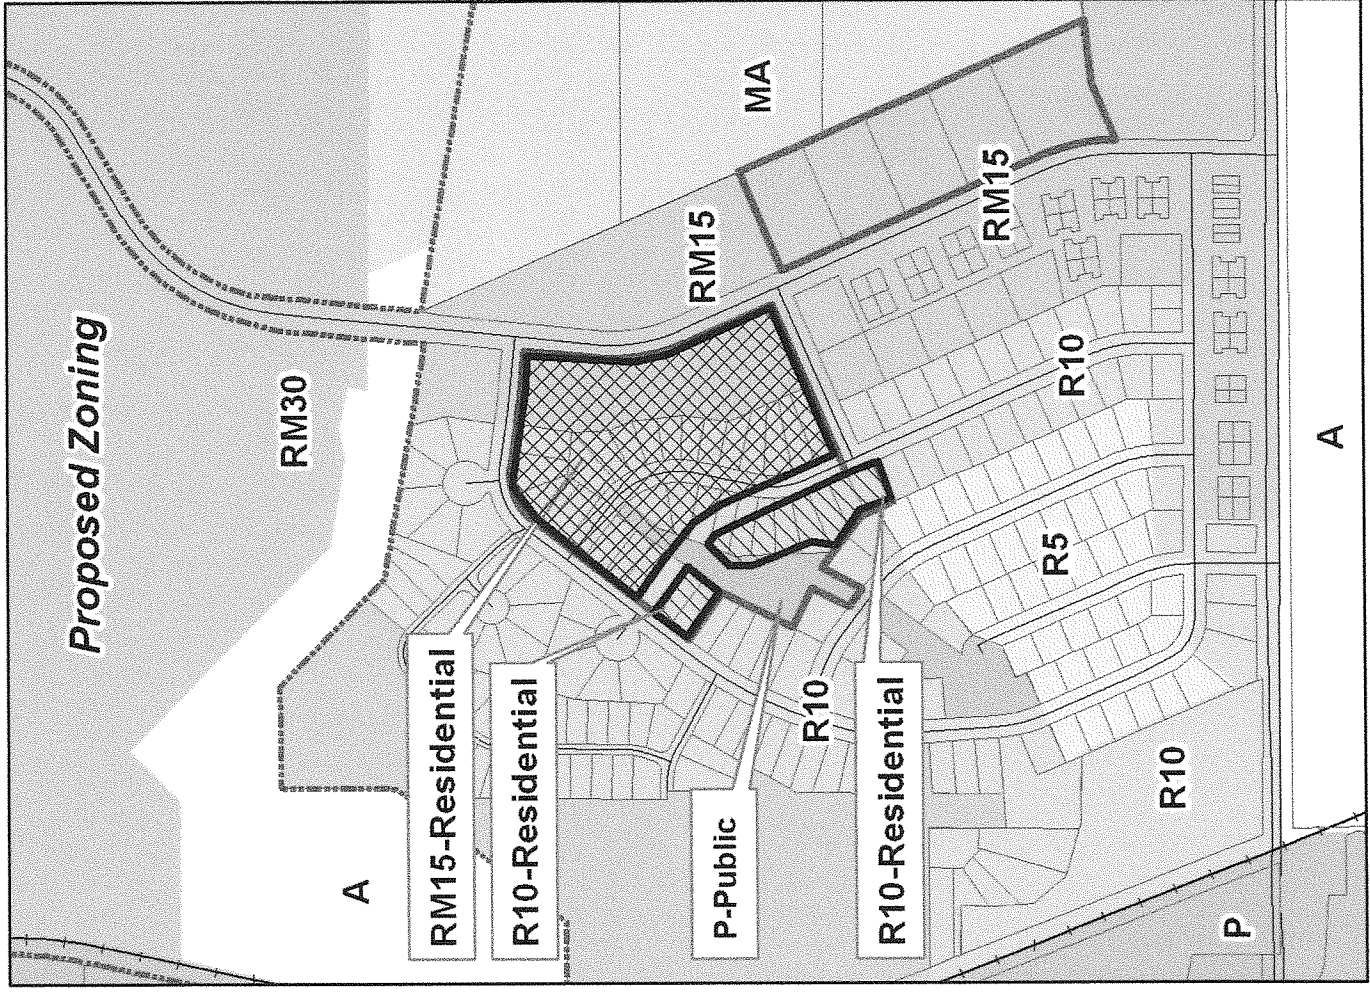 Proposed Zoning
RM30
A
RM15-Residential
R10-Residential
P-Public
R10-Residential
R10
RM15
MA
RM15
R10
R5
R10
P
A